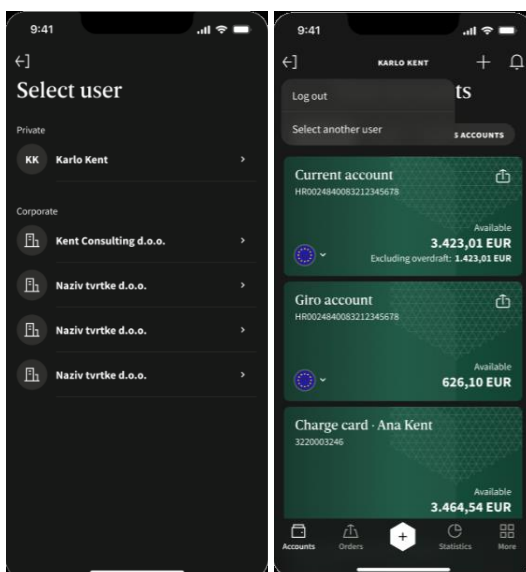 9:41
Select user
Private
KK Karlo Kent
Corporate
Kent Consulting d.o.o.
Naziv tvrtke d.o.o.
Naziv tvrtke d.o.o.
Naziv tvrtke d.o.o.
9:41
KARLO KENT
ts
Log out
Select another user
S ACCOUNTS
Current account
HR0024840083212345678
Available
3.423,01 EUR
Excluding overdraft: 1.423,01 EUR
Giro account
HR0024840083212345678
Available
626,10 EUR
Charge card · Ana Kent
3220003246
Available
3.464,54 EUR
Accounts Orders Statistics More